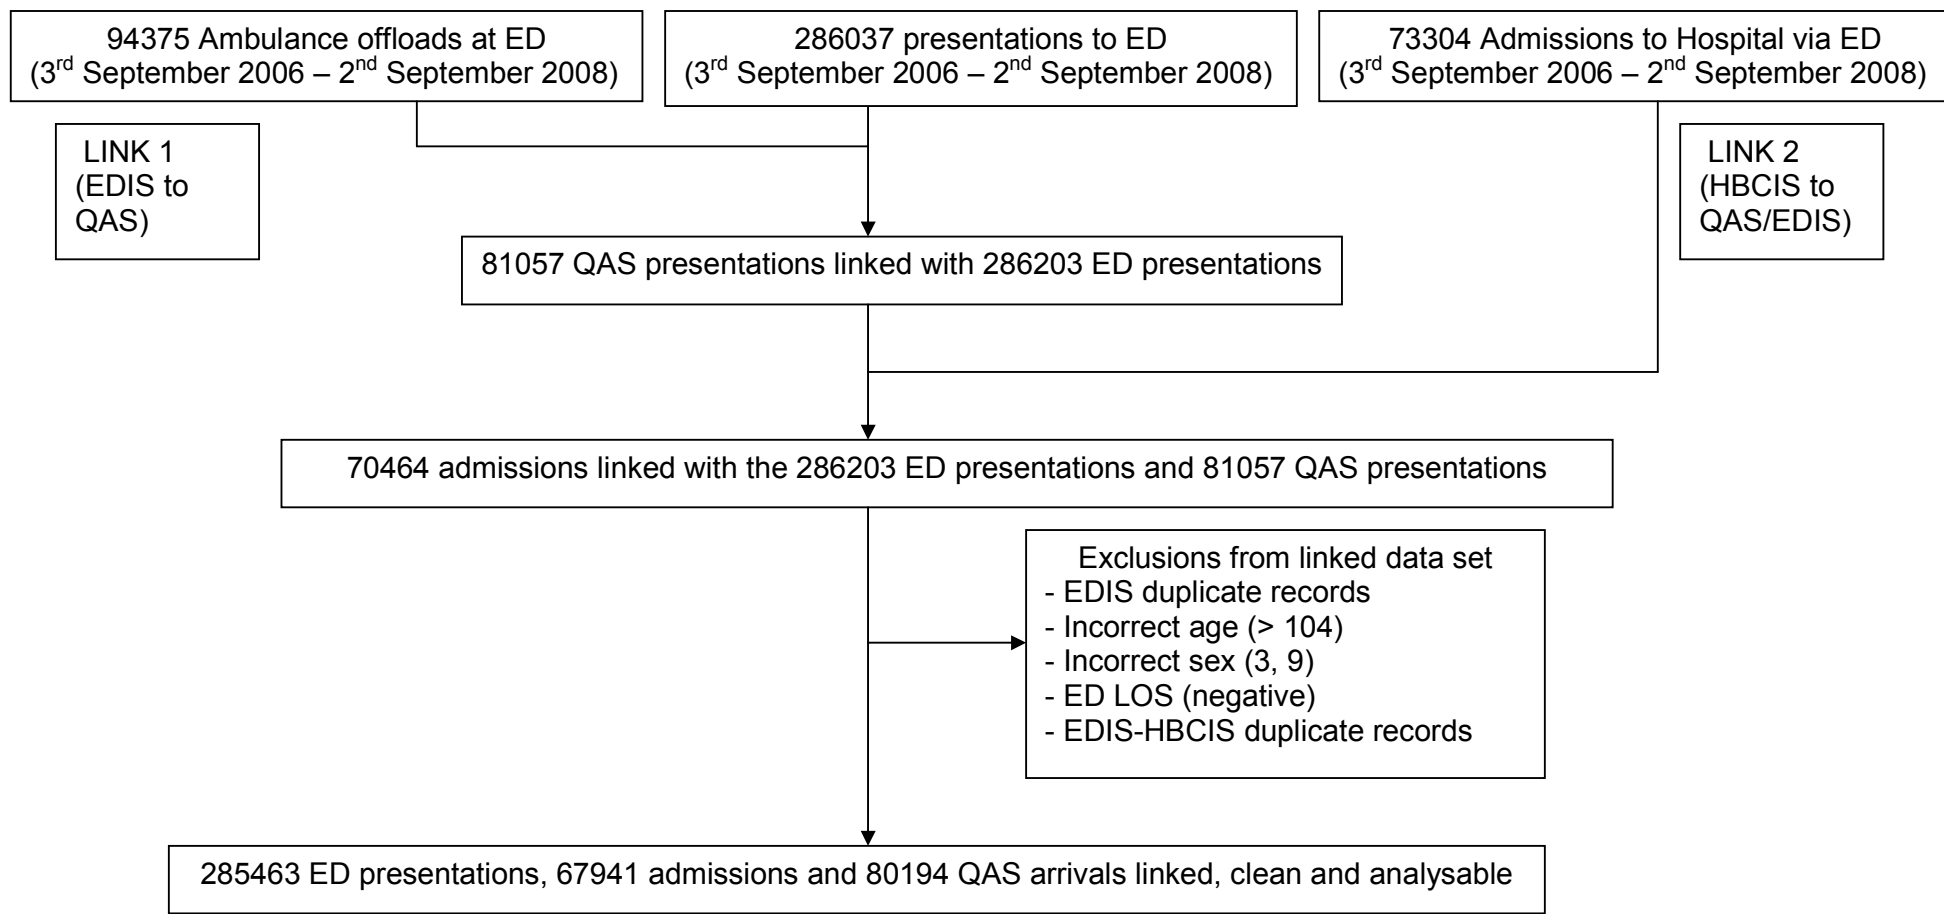 94375 Ambulance offloads at ED
(3rd September 2006 – 2nd September 2008)
286037 presentations to ED
(3rd September 2006 – 2nd September 2008)
73304 Admissions to Hospital via ED
(3rd September 2006 – 2nd September 2008)
LINK 1
(EDIS to
QAS)
LINK 2
(HBCIS to
QAS/EDIS)
81057 QAS presentations linked with 286203 ED presentations
70464 admissions linked with the 286203 ED presentations and 81057 QAS presentations
Exclusions from linked data set
- EDIS duplicate records
- Incorrect age (> 104)
- Incorrect sex (3, 9)
- ED LOS (negative)
- EDIS-HBCIS duplicate records
285463 ED presentations, 67941 admissions and 80194 QAS arrivals linked, clean and analysable